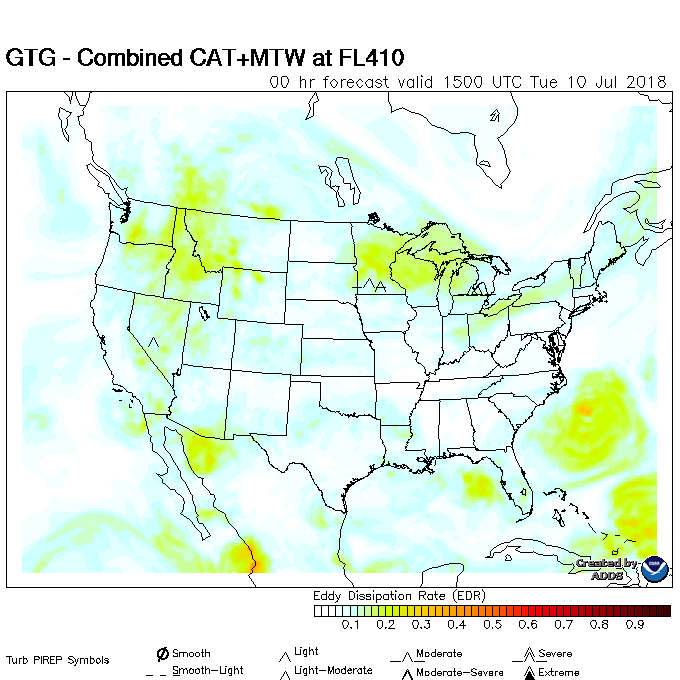 GTG - Combined CAT+MTW at FL410
00 hr forecast valid 1500 UTC Tue 10 Jul 2018
Created by
ADDS
Eddy Dissipation Rate (EDR)
0.1 0.2 0.3 0.4 0.5 0.6 0.7 0.8 0.9
Turb PIREP Symbols
Smooth Light Moderate Severe
Smooth-Light Light-Moderate Moderate-Severe Extreme